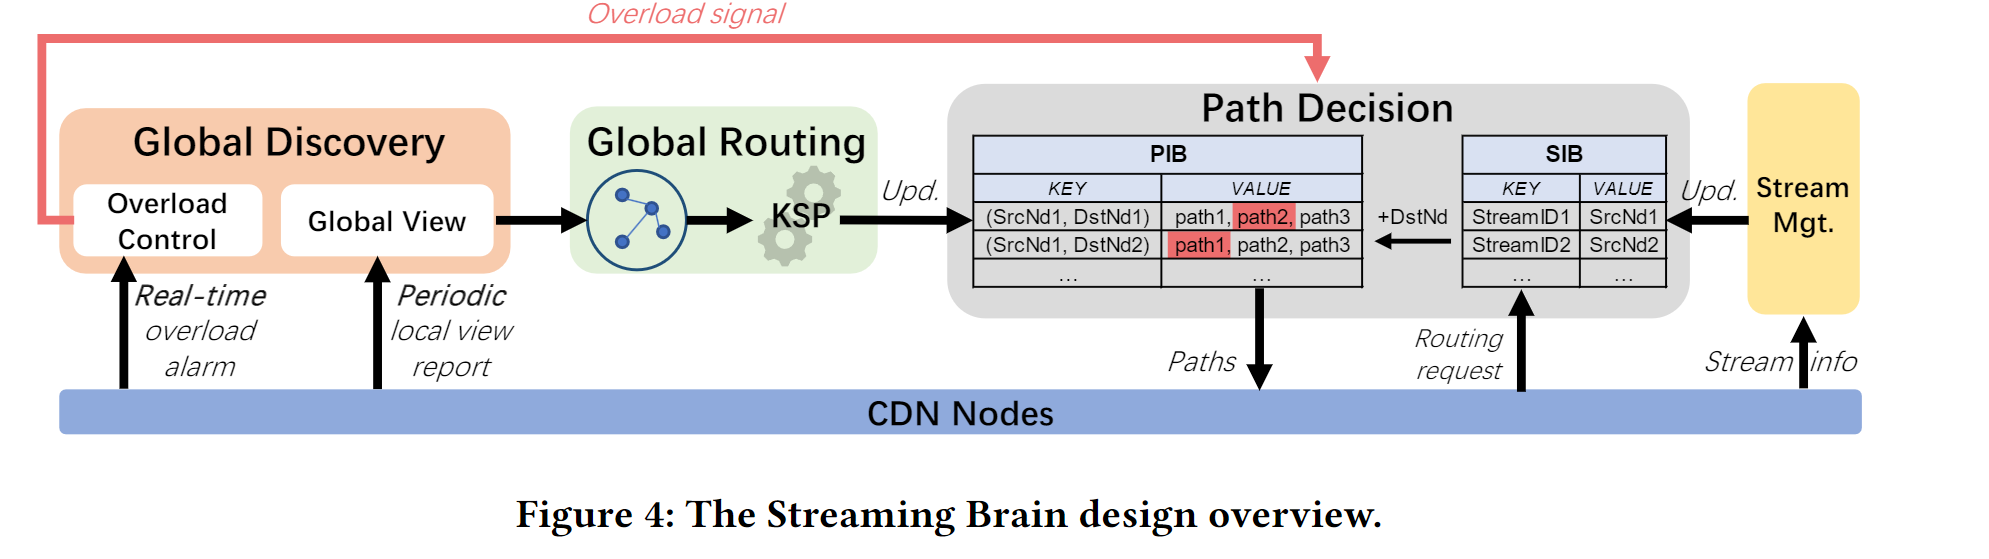 Overload signal
Global Discovery
Overload
Control
Global View
Real-time
overload
alarm
Periodic
local view
report
Global Routing
KSP
Upd.
Path Decision
PIB
KEY VALUE
(SrcNd1, DstNd1) path1, path2, path3
(SrcNd1, DstNd2) path1, path2, path3
... ...
+DstNd
SIB
KEY VALUE
StreamID1 SrcNd1
StreamID2 SrcNd2
... ...
Upd.
Stream
Mgt.
Paths
Routing
request
Stream info
CDN Nodes
Figure 4: The Streaming Brain design overview.